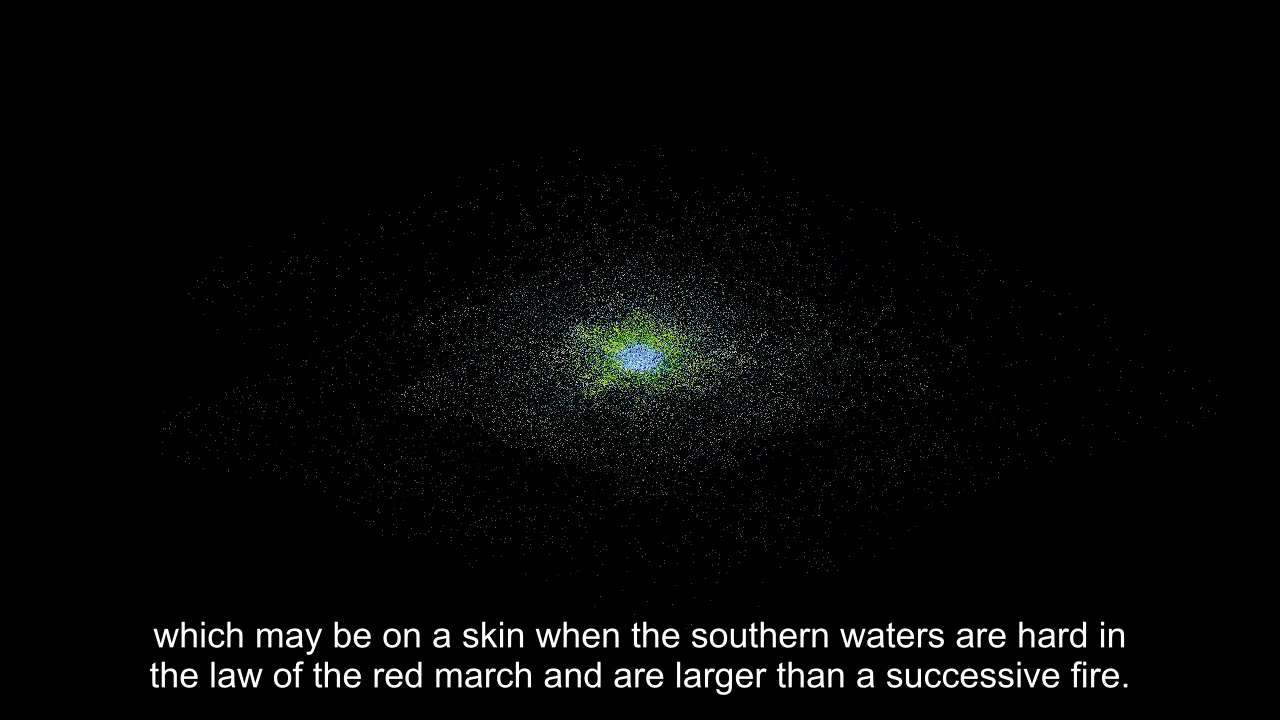 which may be on a skin when the southern waters are hard in
the law of the red march and are larger than a successive fire.